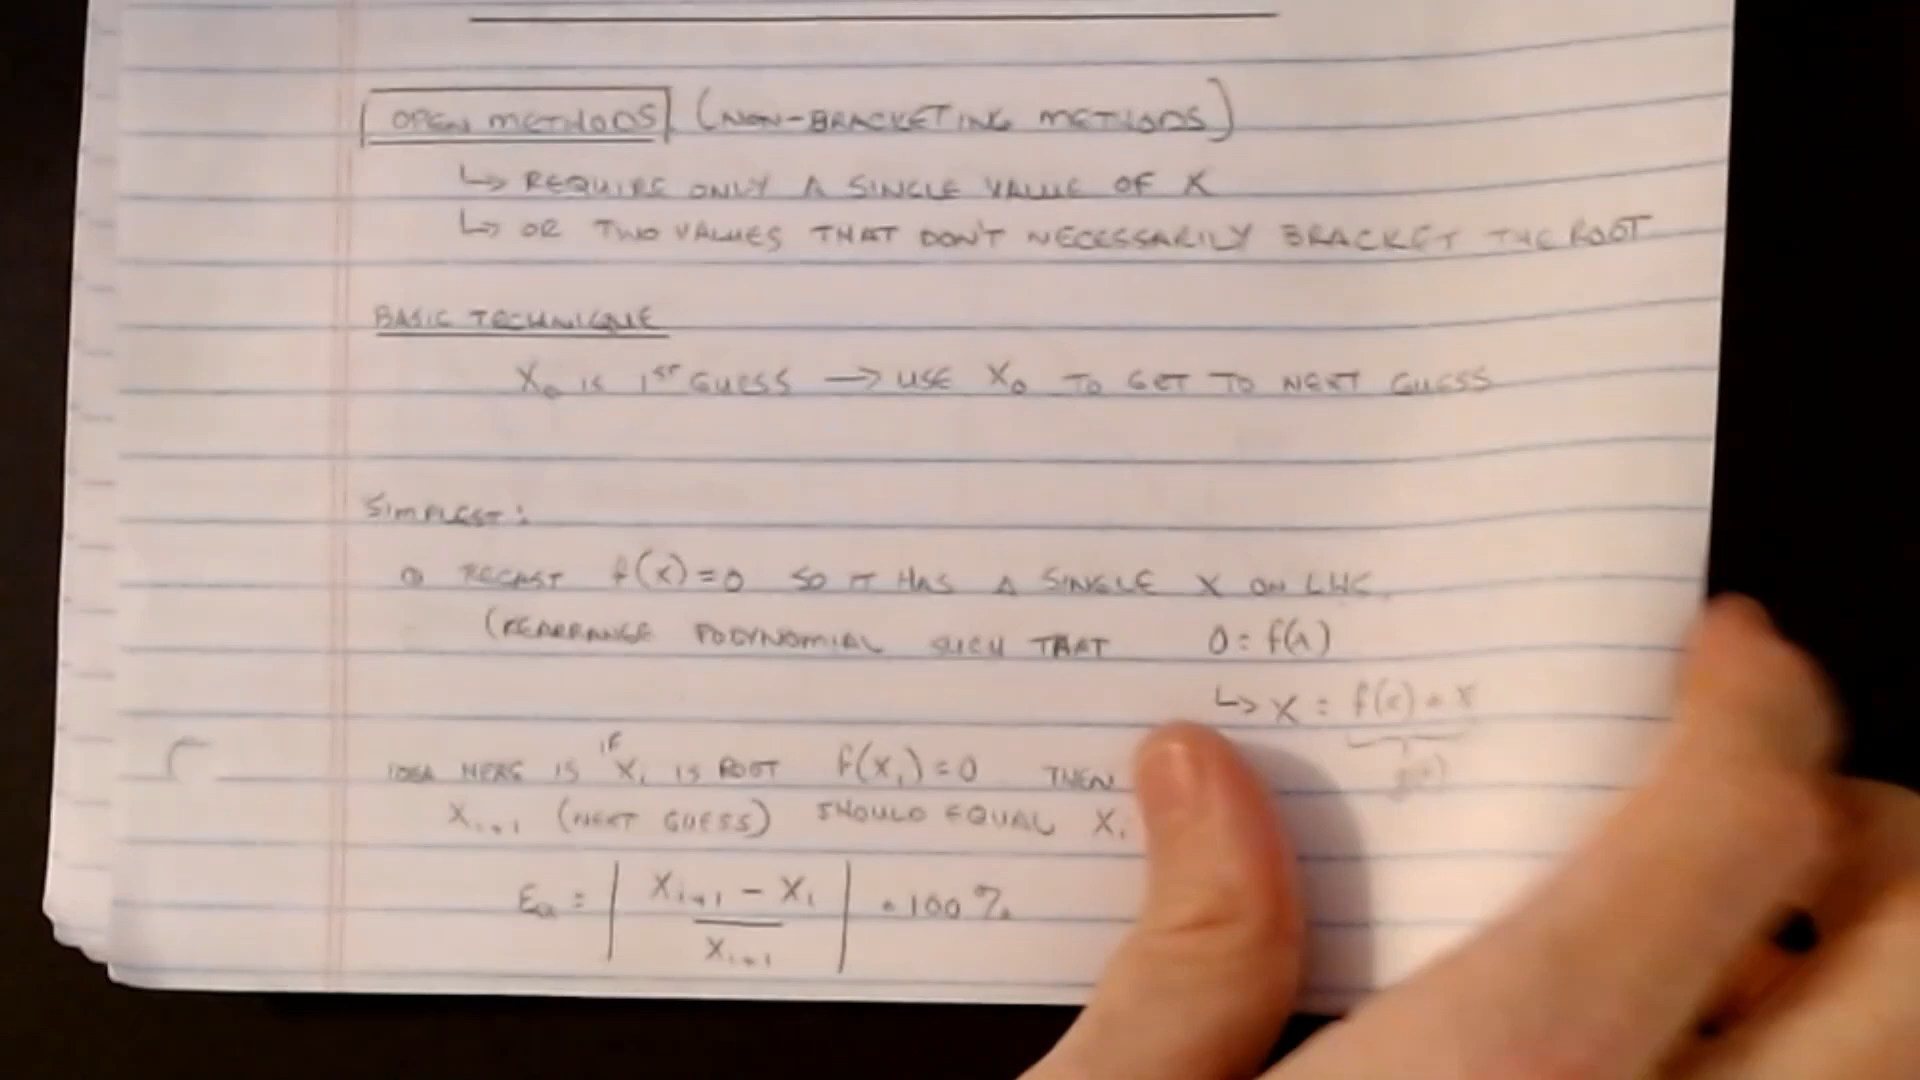 OPEN METHODS (NON-BRACKETING METHODS)
↳ REQUIRE ONLY A SINGLE VALUE OF X
↳ OR TWO VALUES THAT DON'T NECESSARILY BRACKET THE ROOT
BASIC TECHNIQUE
X₀ IS 1ST GUESS → USE X₀ TO GET TO NEXT GUESS
SIMPLEST:
RECAST f(x)=0 SO IT HAS A SINGLE X ON LHS
(REARRANGE POLYNOMIAL SUCH THAT 0 = f(x)
↳ X = f(x) + x
g(x)
IDEA HERE IS IF Xᵢ IS ROOT f(xᵢ)=0 THEN
Xᵢ₊₁ (NEXT GUESS) SHOULD EQUAL Xᵢ
Ea = | (Xᵢ₊₁ - Xᵢ) / Xᵢ₊₁ | · 100%